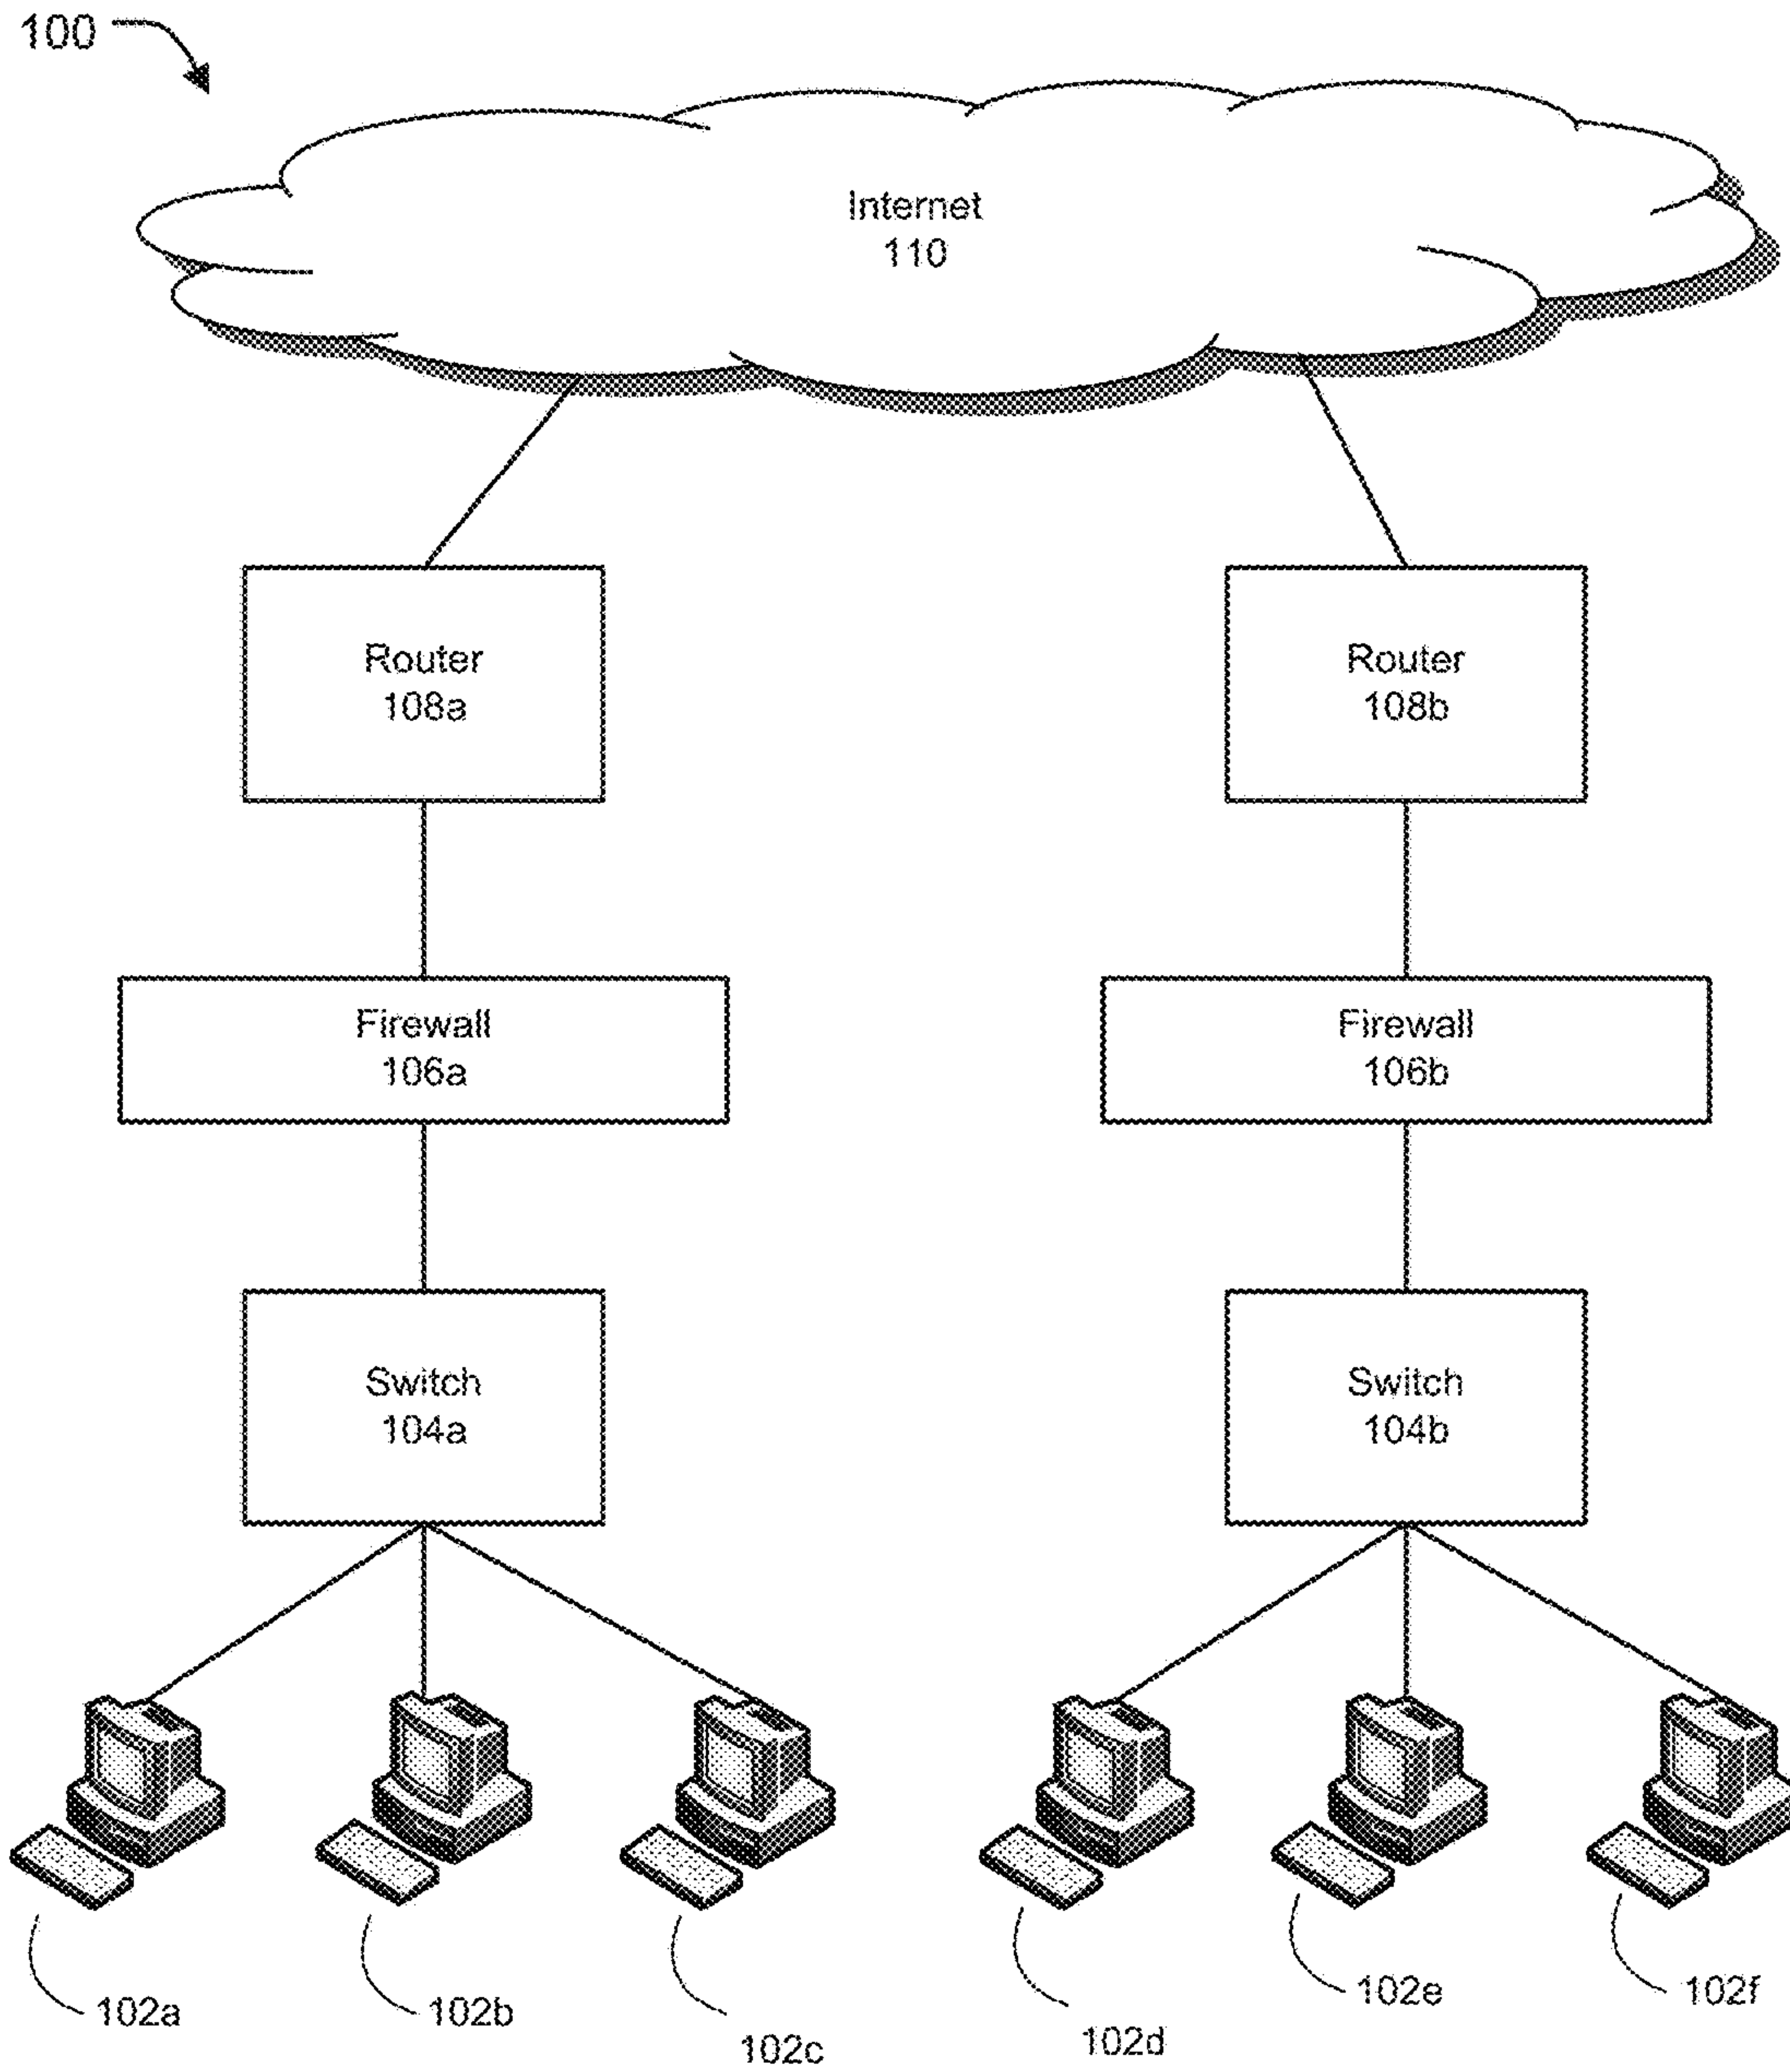 100
Internet
110
Router
108a
Router
108b
Firewall
106a
Firewall
106b
Switch
104a
Switch
104b
102a
102b
102c
102d
102e
102f